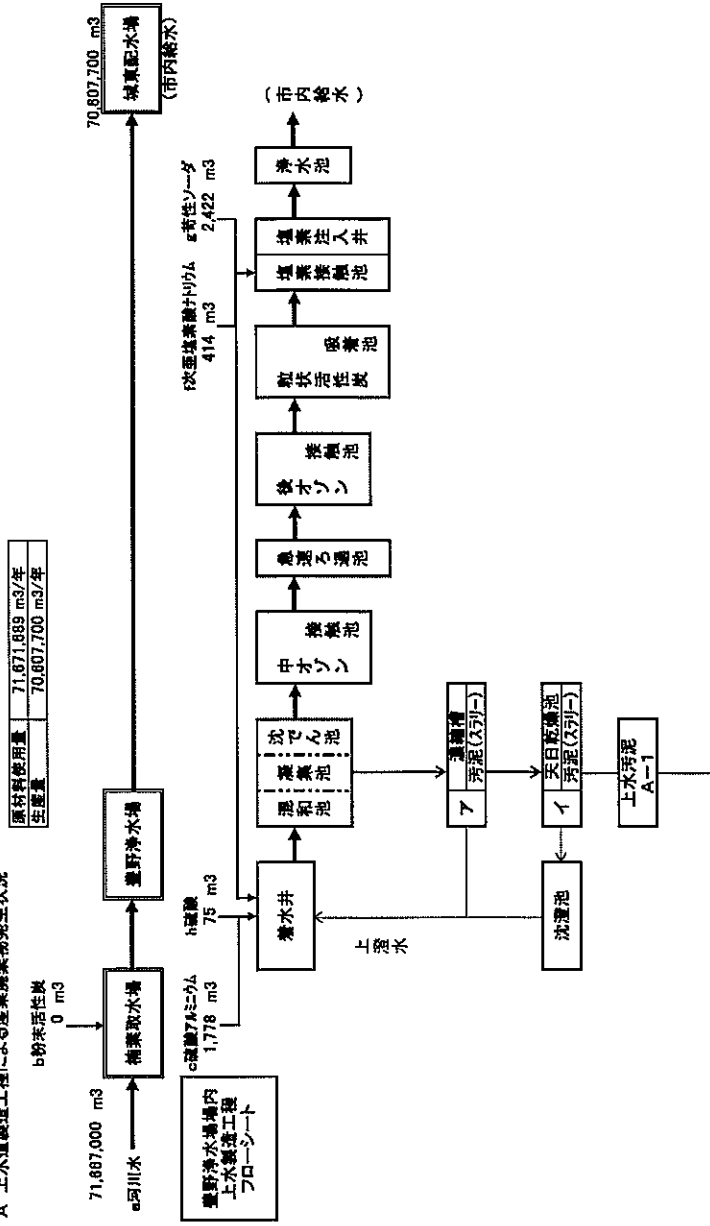 A 上水道製造工程による産業廃棄物発生状況
原材料使用量 71,671,689 m3/年
生産量 70,607,700 m3/年
b粉末活性炭
0 m3
71,667,000 m3
a河川水
楠葉取水場
豊野浄水場
70,607,700 m3
城東配水場
(市内給水)
豊野浄水場場内
上水製造工程
フローシート
c硫酸アルミニウム
1,778 m3
h硫酸
75 m3
f次亜塩素酸ナトリウム
414 m3
g苛性ソーダ
2,422 m3
着水井
混和池
凝集池
沈でん池
中オゾン
接触池
急速ろ過池
後オゾン
接触池
粒状活性炭
吸着池
塩素接触池
塩素注入井
浄水池
(市内給水)
上澄水
ア
濃縮槽
汚泥(スラリー)
イ
天日乾燥池
汚泥(スラリー)
沈澄池
上水汚泥
A-1